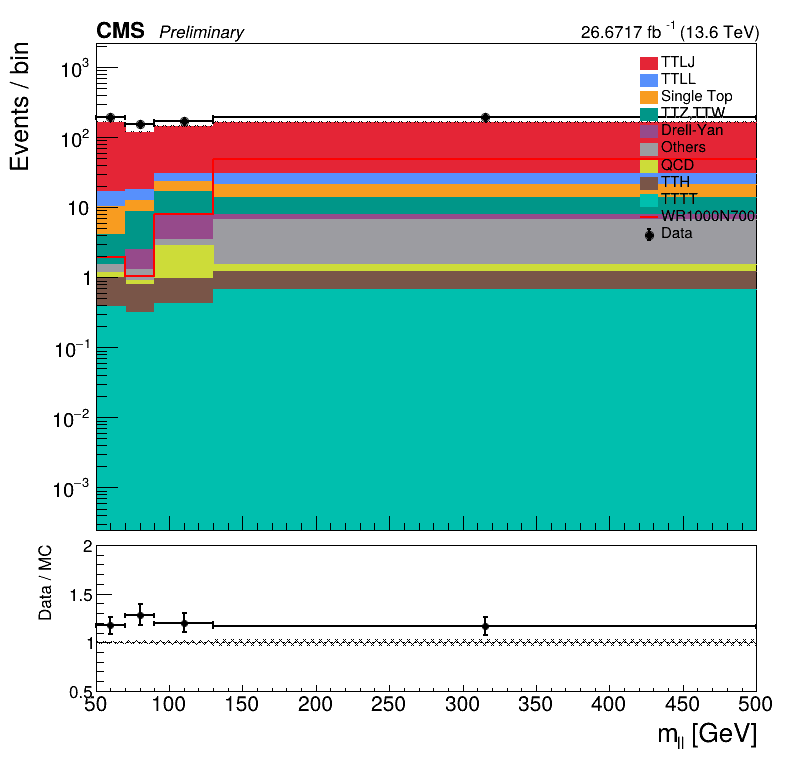 CMS Preliminary 26.6717 fb⁻¹ (13.6 TeV)
Events / bin
10³
10²
10
1
10⁻¹
10⁻²
10⁻³
TTLJ
TTLL
Single Top
TTZ,TTW
Drell-Yan
Others
QCD
TTH
TTTT
WR1000N700
Data
Data / MC
2
1.5
1
0.5
50 100 150 200 250 300 350 400 450 500
m_ll [GeV]